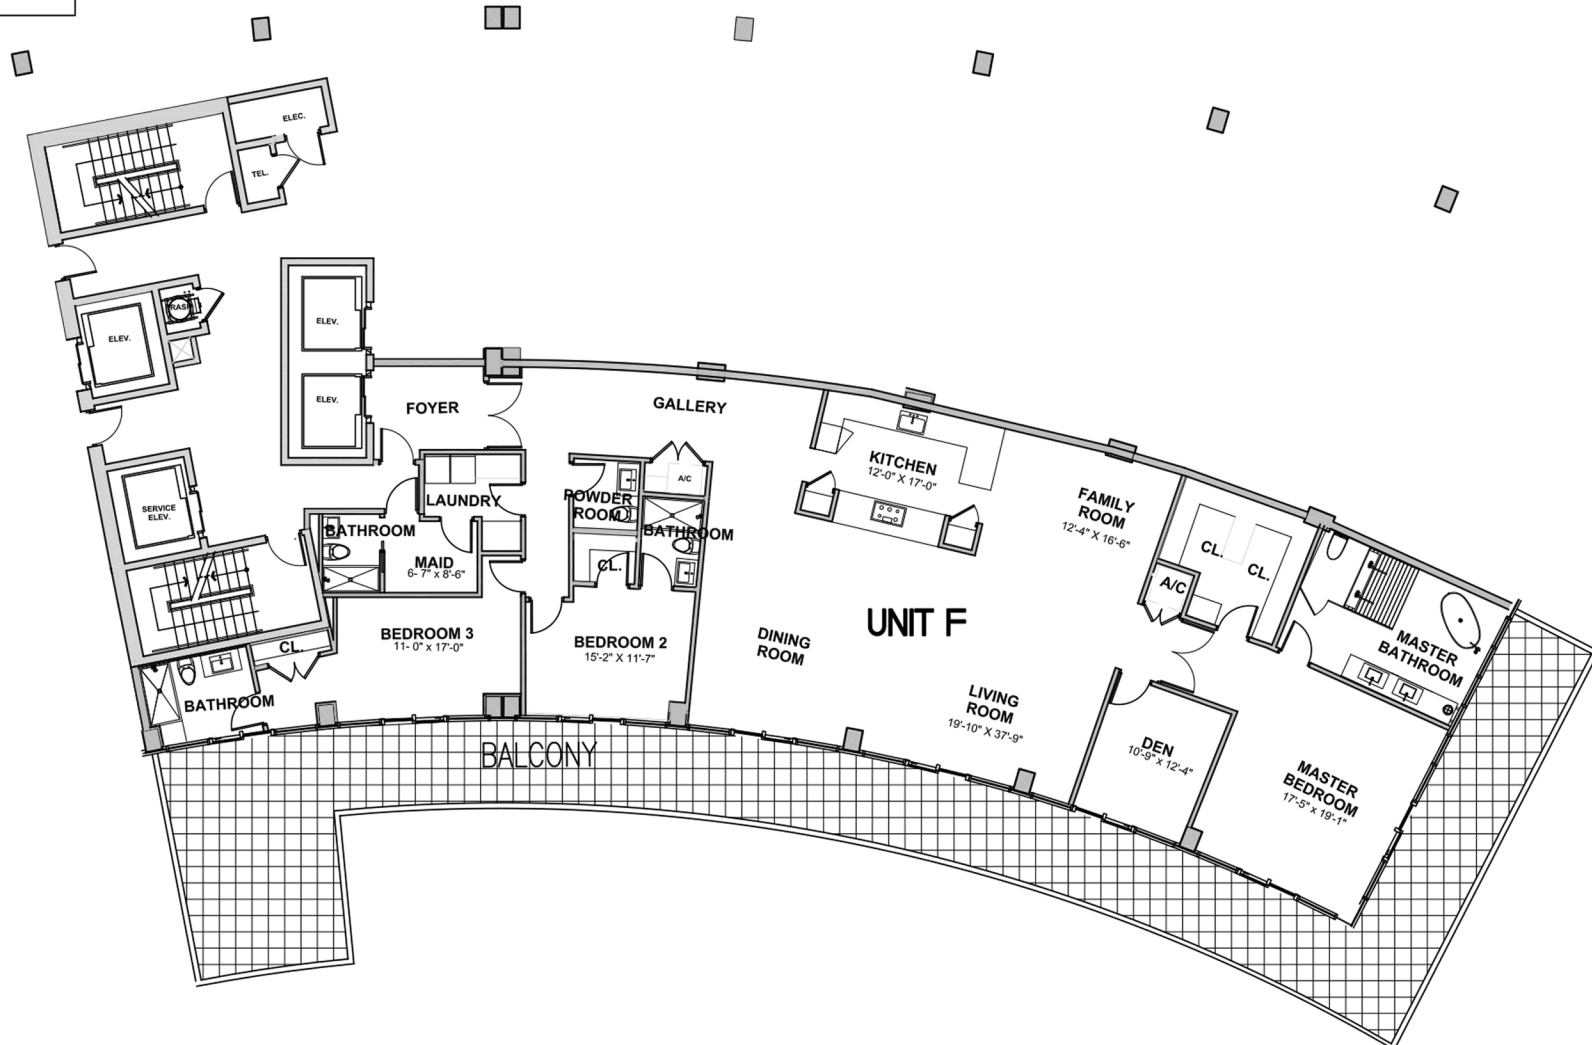 ELEC.
TEL.
TRASH
ELEV.
ELEV.
ELEV.
SERVICE
ELEV.
FOYER
GALLERY
KITCHEN
12'-0" X 17'-0"
FAMILY
ROOM
12'-4" X 16'-6"
LAUNDRY
POWDER
ROOM
A/C
BATHROOM
BATHROOM
MAID
6- 7" x 8'-6"
CL.
CL.
CL.
A/C
UNIT F
BEDROOM 3
11- 0" x 17'-0"
BEDROOM 2
15'-2" X 11'-7"
DINING
ROOM
CL.
MASTER
BATHROOM
BATHROOM
LIVING
ROOM
19'-10" X 37'-9"
DEN
10'-9" x 12'-4"
MASTER
BEDROOM
17'-5" x 19'-1"
BALCONY